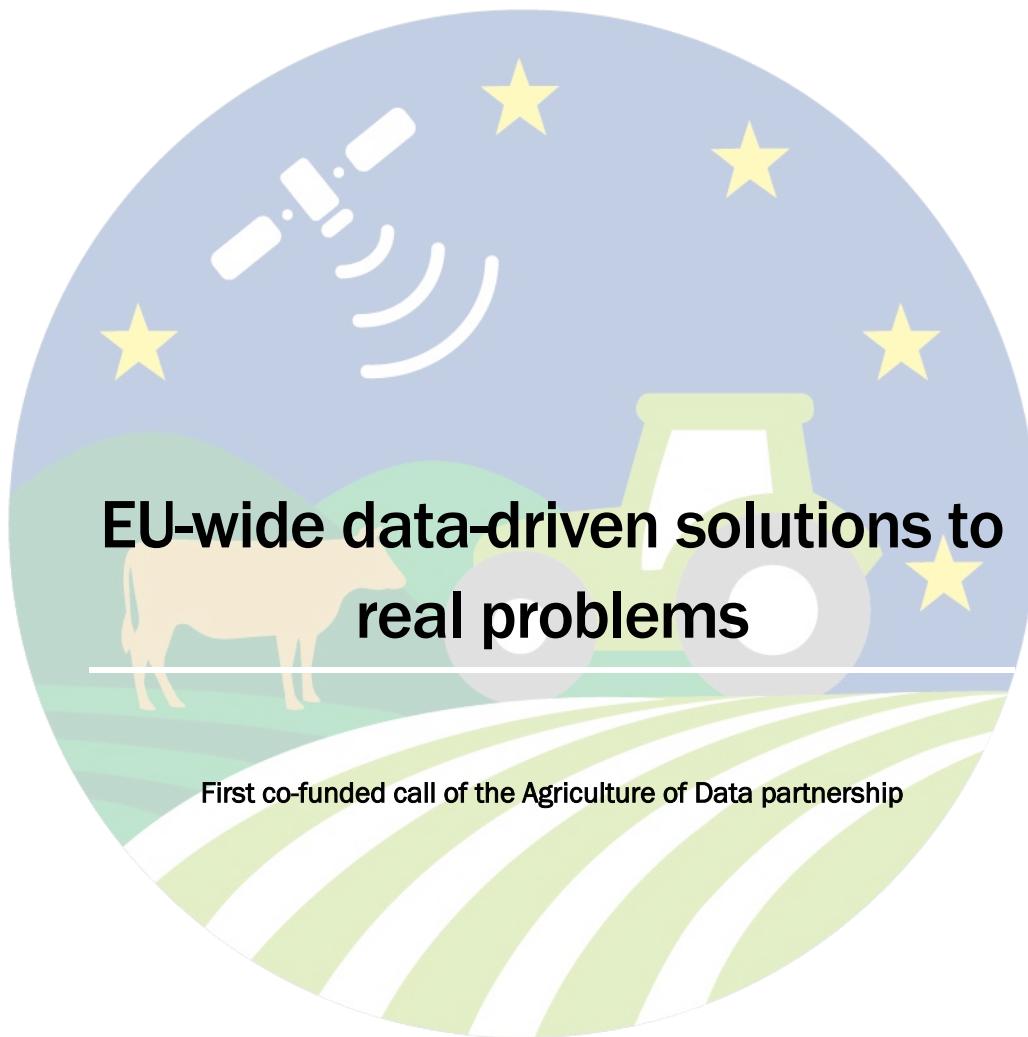 EU-wide data-driven solutions to
real problems
First co-funded call of the Agriculture of Data partnership